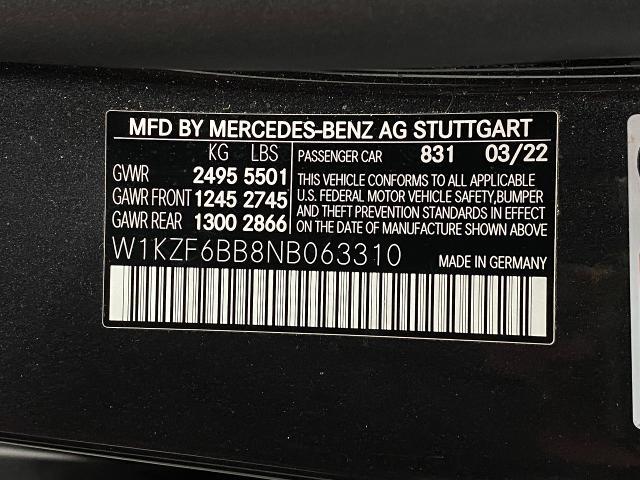 MFD BY MERCEDES-BENZ AG STUTTGART
KG LBS
GVWR 2495 5501
GAWR FRONT 1245 2745
GAWR REAR 1300 2866
PASSENGER CAR 831 03/22
THIS VEHICLE CONFORMS TO ALL APPLICABLE
U.S. FEDERAL MOTOR VEHICLE SAFETY, BUMPER
AND THEFT PREVENTION STANDARDS IN EFFECT
ON THE DATE OF MANUFACTURE SHOWN ABOVE
W1KZF6BB8NB063310 MADE IN GERMANY